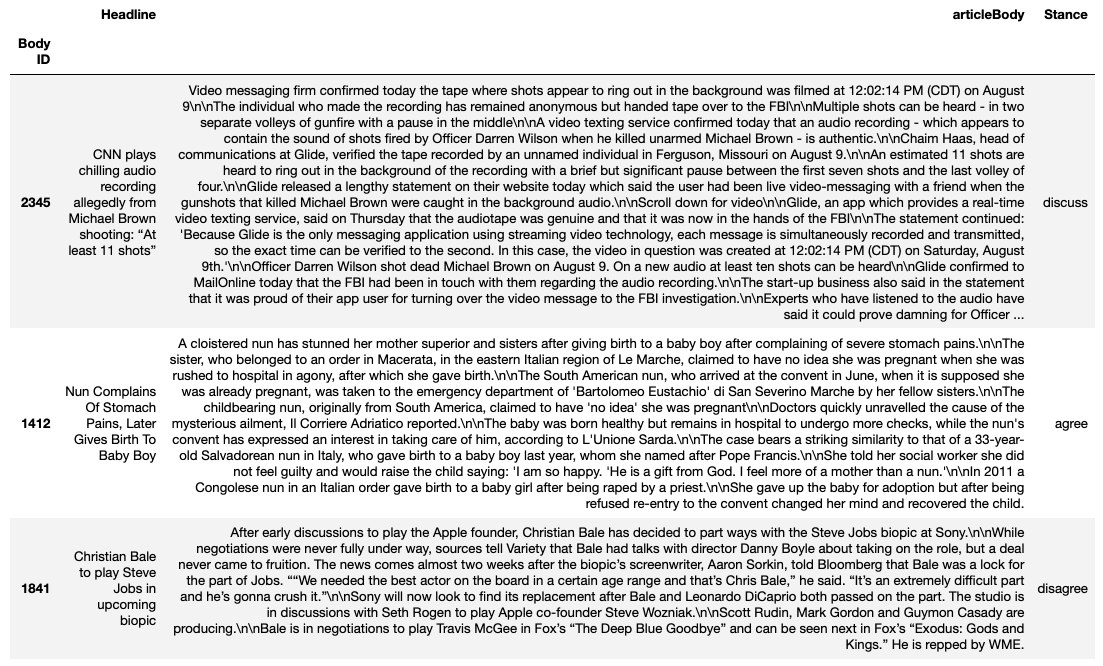 Headline articleBody Stance
Body
ID
Video messaging firm confirmed today the tape where shots appear to ring out in the background was filmed at 12:02:14 PM (CDT) on August
9\n\nThe individual who made the recording has remained anonymous but handed tape over to the FBI\n\nMultiple shots can be heard - in two
separate volleys of gunfire with a pause in the middle\n\nA video texting service confirmed today that an audio recording - which appears to
contain the sound of shots fired by Officer Darren Wilson when he killed unarmed Michael Brown - is authentic.\n\nChaim Haas, head of
CNN plays communications at Glide, verified the tape recorded by an unnamed individual in Ferguson, Missouri on August 9.\n\nAn estimated 11 shots are
chilling audio heard to ring out in the background of the recording with a brief but significant pause between the first seven shots and the last volley of
recording four.\n\nGlide released a lengthy statement on their website today which said the user had been live video-messaging with a friend when the
2345 allegedly from gunshots that killed Michael Brown were caught in the background audio.\n\nScroll down for video\n\nGlide, an app which provides a real-time discuss
Michael Brown video texting service, said on Thursday that the audiotape was genuine and that it was now in the hands of the FBI\n\nThe statement continued:
shooting: “At 'Because Glide is the only messaging application using streaming video technology, each message is simultaneously recorded and transmitted,
least 11 shots” so the exact time can be verified to the second. In this case, the video in question was created at 12:02:14 PM (CDT) on Saturday, August
9th.'\n\nOfficer Darren Wilson shot dead Michael Brown on August 9. On a new audio at least ten shots can be heard\n\nGlide confirmed to
MailOnline today that the FBI had been in touch with them regarding the audio recording.\n\nThe start-up business also said in the statement
that it was proud of their app user for turning over the video message to the FBI investigation.\n\nExperts who have listened to the audio have
said it could prove damning for Officer ...
A cloistered nun has stunned her mother superior and sisters after giving birth to a baby boy after complaining of severe stomach pains.\n\nThe
sister, who belonged to an order in Macerata, in the eastern Italian region of Le Marche, claimed to have no idea she was pregnant when she was
rushed to hospital in agony, after which she gave birth.\n\nThe South American nun, who arrived at the convent in June, when it is supposed she
Nun Complains was already pregnant, was taken to the emergency department of 'Bartolomeo Eustachio' di San Severino Marche by her fellow sisters.\n\nThe
Of Stomach childbearing nun, originally from South America, claimed to have 'no idea' she was pregnant\n\nDoctors quickly unravelled the cause of the
1412 Pains, Later mysterious ailment, Il Corriere Adriatico reported.\n\nThe baby was born healthy but remains in hospital to undergo more checks, while the nun's agree
Gives Birth To convent has expressed an interest in taking care of him, according to L'Unione Sarda.\n\nThe case bears a striking similarity to that of a 33-year-
Baby Boy old Salvadorean nun in Italy, who gave birth to a baby boy last year, whom she named after Pope Francis.\n\nShe told her social worker she did
not feel guilty and would raise the child saying: 'I am so happy. 'He is a gift from God. I feel more of a mother than a nun.'\n\nIn 2011 a
Congolese nun in an Italian order gave birth to a baby girl after being raped by a priest.\n\nShe gave up the baby for adoption but after being
refused re-entry to the convent changed her mind and recovered the child.
After early discussions to play the Apple founder, Christian Bale has decided to part ways with the Steve Jobs biopic at Sony.\n\nWhile
Christian Bale negotiations were never fully under way, sources tell Variety that Bale had talks with director Danny Boyle about taking on the role, but a deal
to play Steve never came to fruition. The news comes almost two weeks after the biopic’s screenwriter, Aaron Sorkin, told Bloomberg that Bale was a lock for
1841 Jobs in the part of Jobs. ““We needed the best actor on the board in a certain age range and that’s Chris Bale,” he said. “It’s an extremely difficult part disagree
upcoming and he’s gonna crush it.”\n\nSony will now look to find its replacement after Bale and Leonardo DiCaprio both passed on the part. The studio is
biopic in discussions with Seth Rogen to play Apple co-founder Steve Wozniak.\n\nScott Rudin, Mark Gordon and Guymon Casady are
producing.\n\nBale is in negotiations to play Travis McGee in Fox’s “The Deep Blue Goodbye” and can be seen next in Fox’s “Exodus: Gods and
Kings.” He is repped by WME.